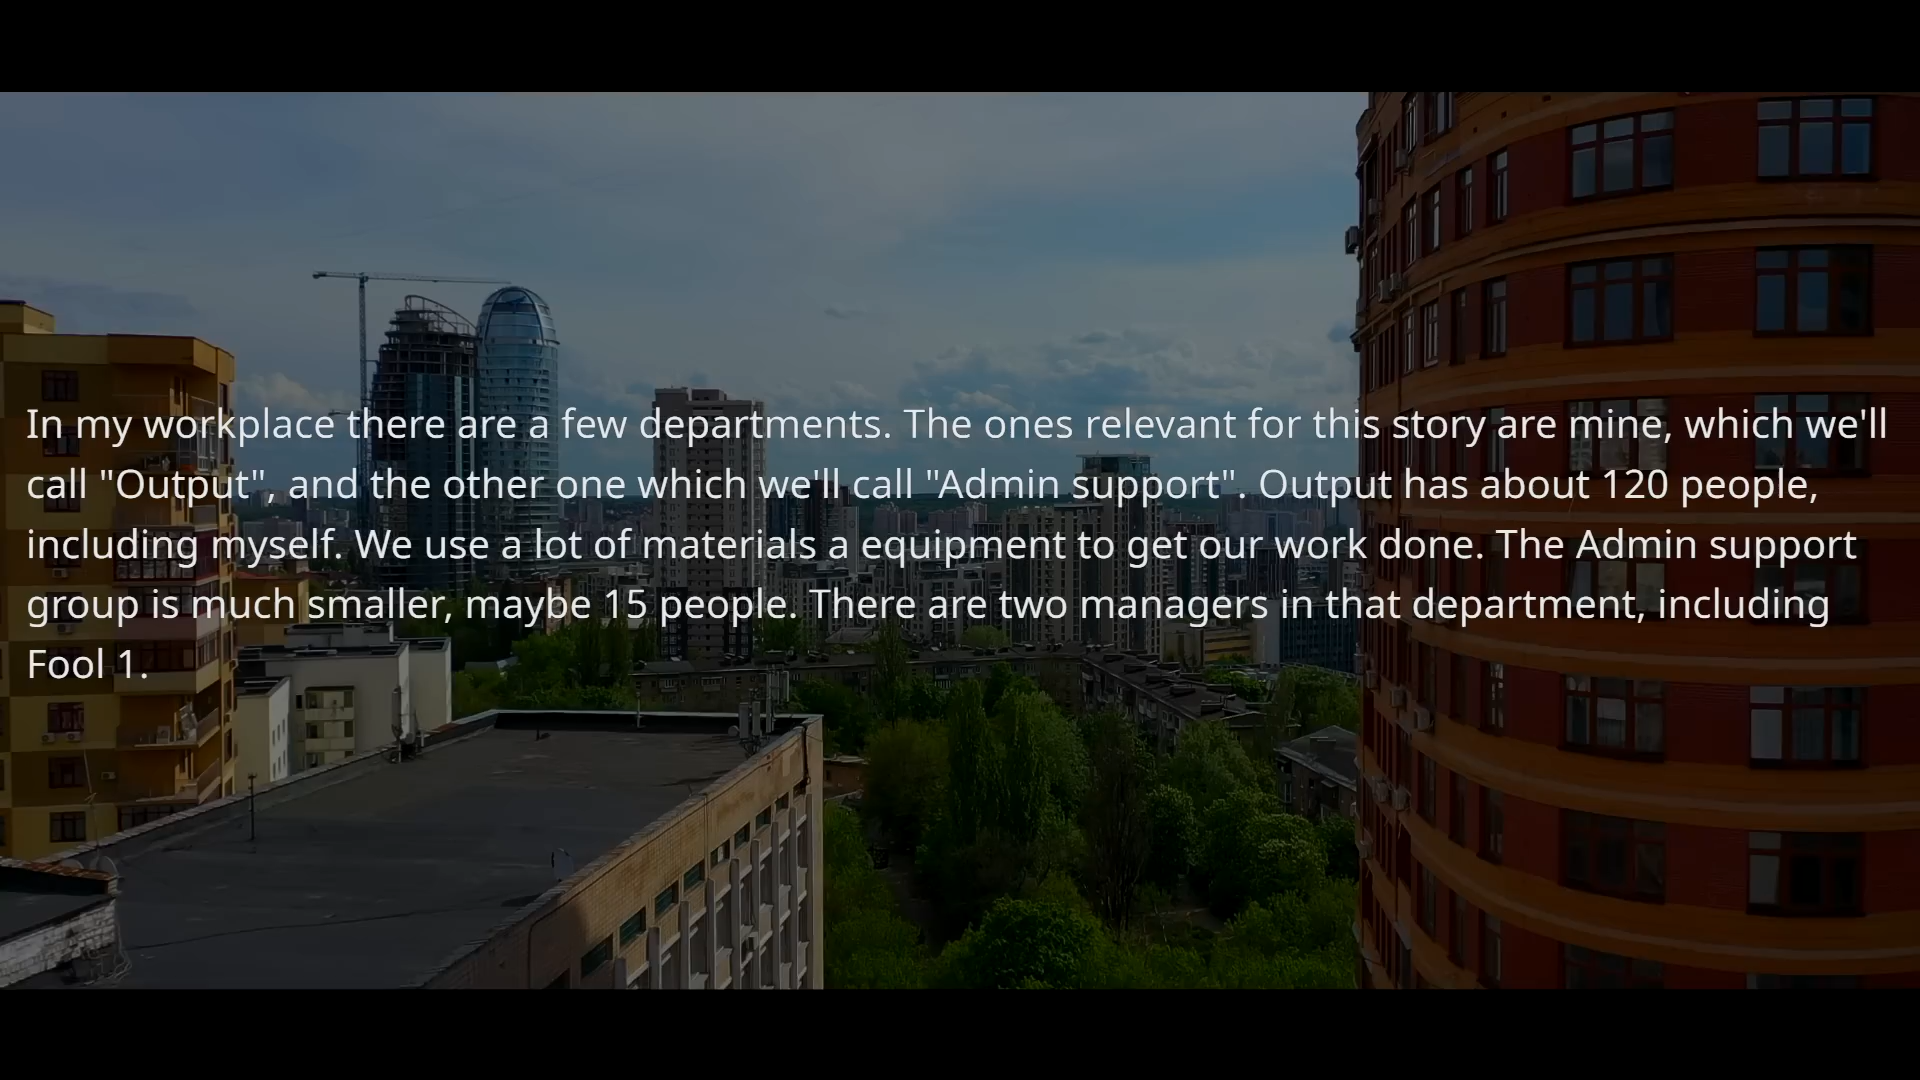 In my workplace there are a few departments. The ones relevant for this story are mine, which we'll
call "Output", and the other one which we'll call "Admin support". Output has about 120 people,
including myself. We use a lot of materials a equipment to get our work done. The Admin support
group is much smaller, maybe 15 people. There are two managers in that department, including
Fool 1.